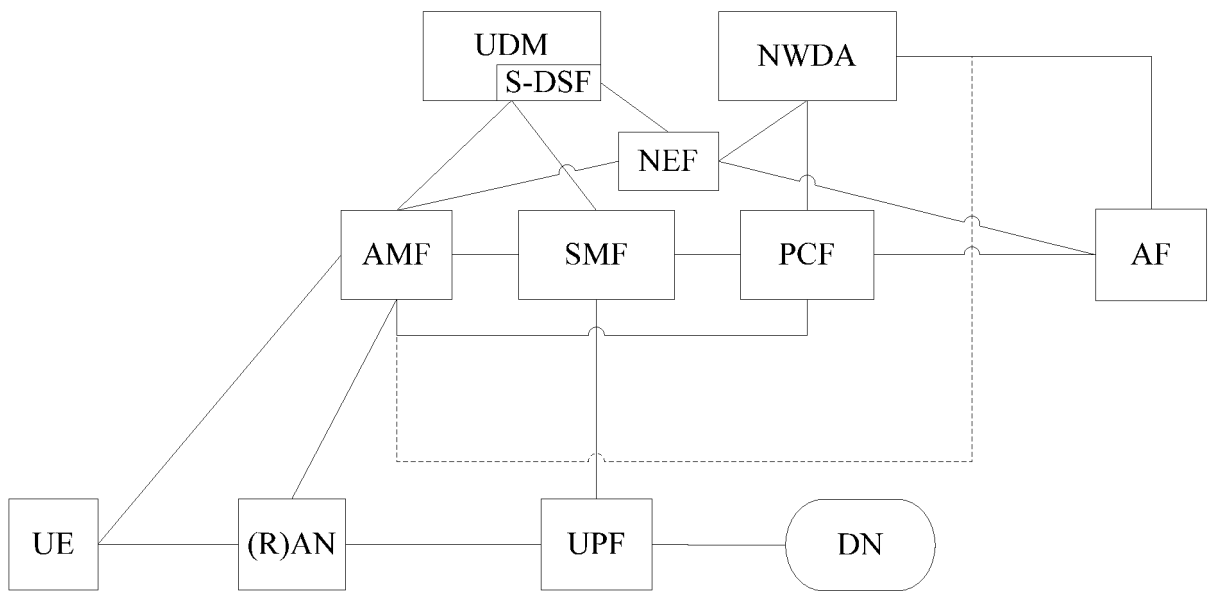 UDM
S-DSF
NWDA
NEF
AMF
SMF
PCF
AF
UE
(R)AN
UPF
DN